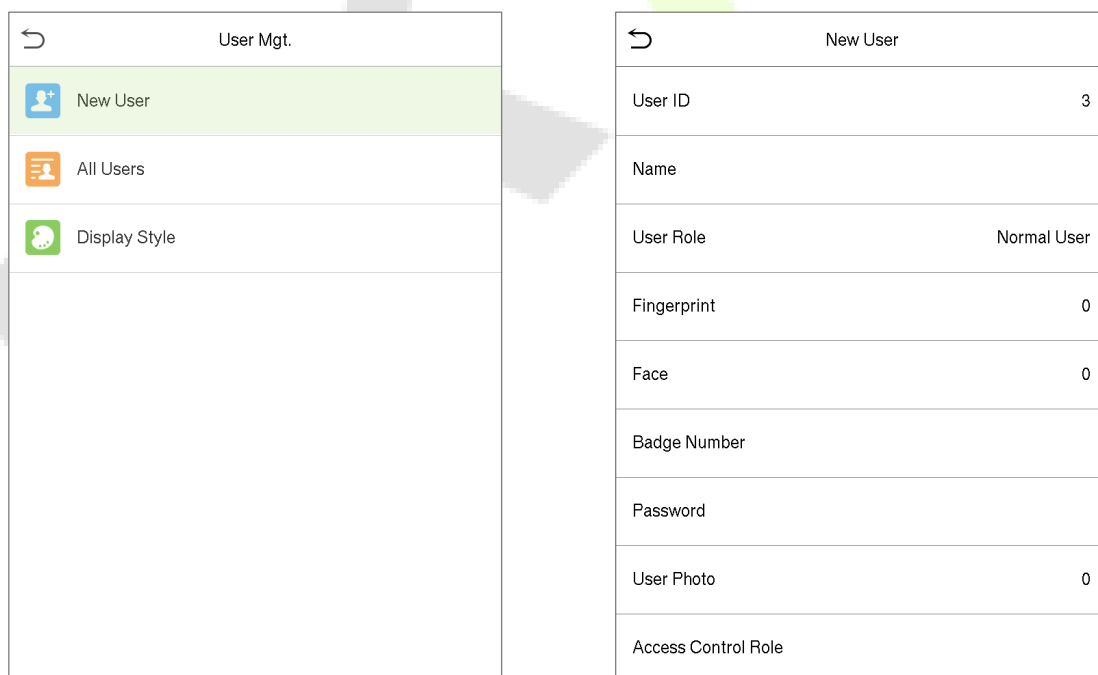 User Mgt.
New User
All Users
Display Style
New User
User ID 3
Name
User Role Normal User
Fingerprint 0
Face 0
Badge Number
Password
User Photo 0
Access Control Role